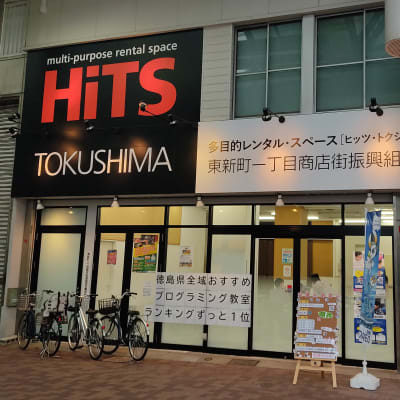 multi-purpose rental space
HiTS
TOKUSHIMA
多目的レンタル・スペース[ヒッツ・トクシ
東新町一丁目商店街振興組
徳島県全域おすすめ
プログラミング教室
ランキングずっと1位